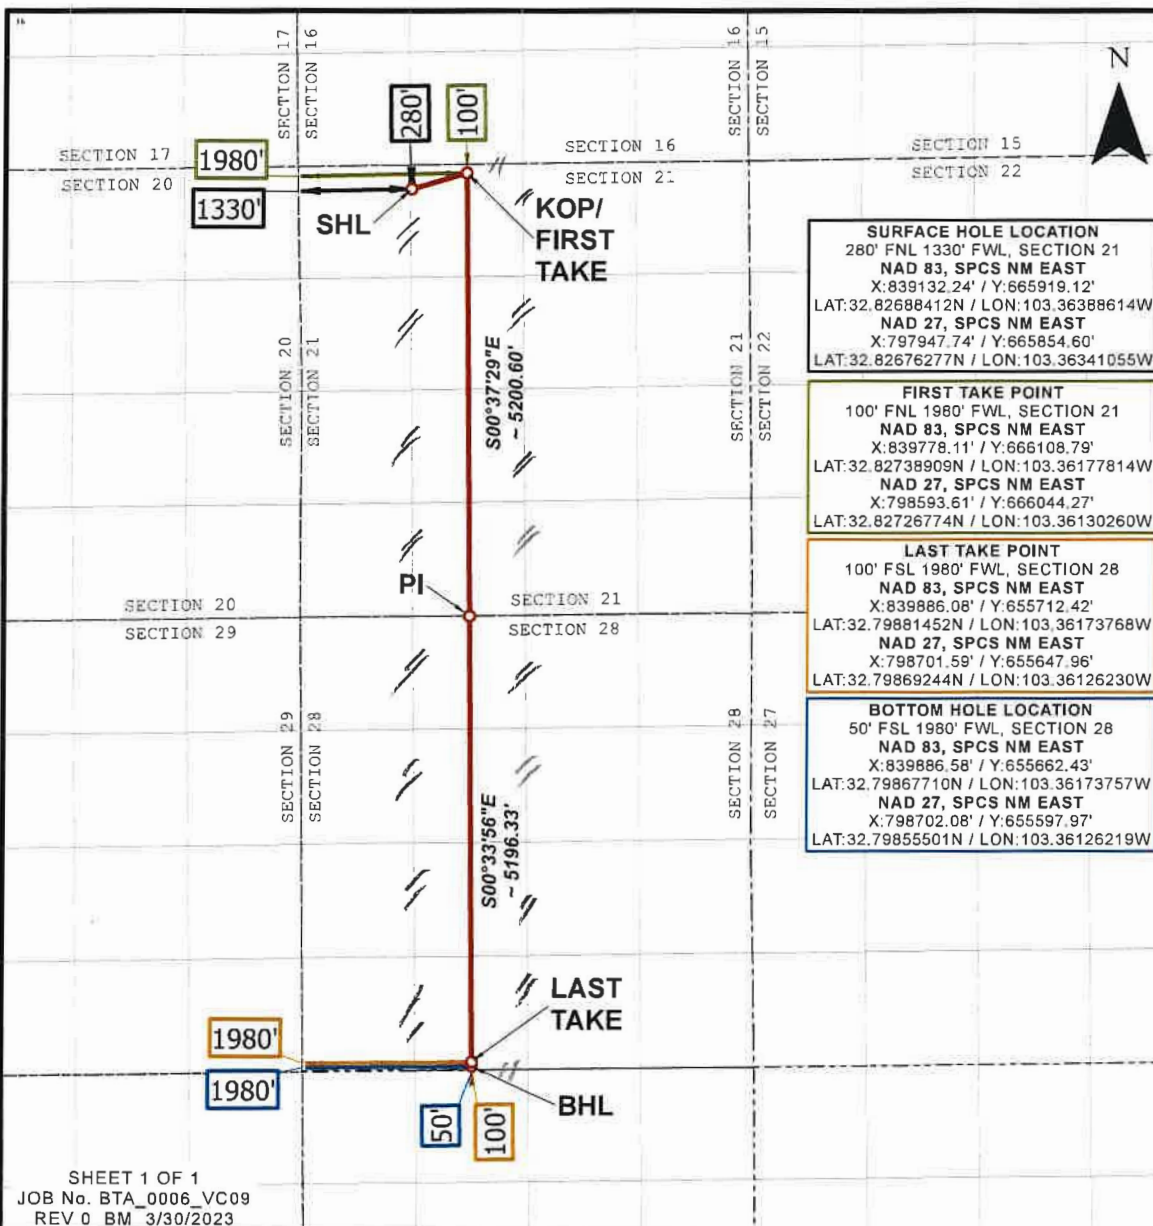 N
SECTION 17
SECTION 16
SECTION 16
SECTION 15
280'
100'
SECTION 17
1980'
SECTION 16
SECTION 15
SECTION 20
SECTION 21
SECTION 22
1330'
SHL
KOP/
FIRST
TAKE
SURFACE HOLE LOCATION
280' FNL 1330' FWL, SECTION 21
NAD 83, SPCS NM EAST
X:839132.24' / Y:665919.12'
LAT:32.82688412N / LON:103.36388614W
NAD 27, SPCS NM EAST
X:797947.74' / Y:665854.60'
LAT:32.82676277N / LON:103.36341055W
SECTION 20
SECTION 21
S00°37'29"E
~ 5200.60'
SECTION 21
SECTION 22
FIRST TAKE POINT
100' FNL 1980' FWL, SECTION 21
NAD 83, SPCS NM EAST
X:839778.11' / Y:666108.79'
LAT:32.82738909N / LON:103.36177814W
NAD 27, SPCS NM EAST
X:798593.61' / Y:666044.27'
LAT:32.82726774N / LON:103.36130260W
LAST TAKE POINT
100' FSL 1980' FWL, SECTION 28
NAD 83, SPCS NM EAST
X:839886.08' / Y:655712.42'
LAT:32.79881452N / LON:103.36173768W
NAD 27, SPCS NM EAST
X:798701.59' / Y:655647.96'
LAT:32.79869244N / LON:103.36126230W
PI
SECTION 20
SECTION 21
SECTION 29
SECTION 28
BOTTOM HOLE LOCATION
50' FSL 1980' FWL, SECTION 28
NAD 83, SPCS NM EAST
X:839886.58' / Y:655662.43'
LAT:32.79867710N / LON:103.36173757W
NAD 27, SPCS NM EAST
X:798702.08' / Y:655597.97'
LAT:32.79855501N / LON:103.36126219W
SECTION 29
SECTION 28
S00°33'56"E
~ 5196.33'
SECTION 28
SECTION 27
LAST
TAKE
1980'
1980'
50'
100'
BHL
SHEET 1 OF 1
JOB No. BTA_0006_VC09
REV 0 BM 3/30/2023